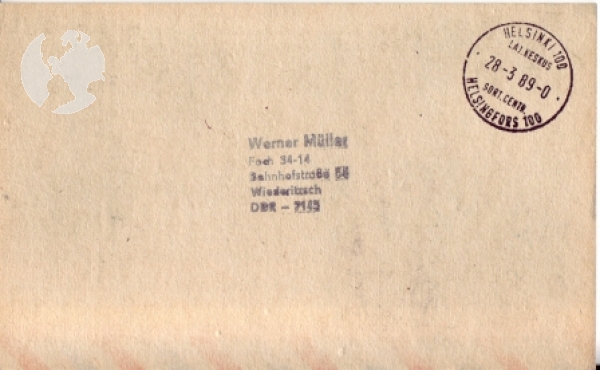 HELSINKI 100
LAJ.KESKUS
28-3 89-0
SORT.CENTR.
HELSINGFORS 100
Werner Müller
Fach 34-14
Bahnhofstraße
Wiederitzsch
DDR – 7145